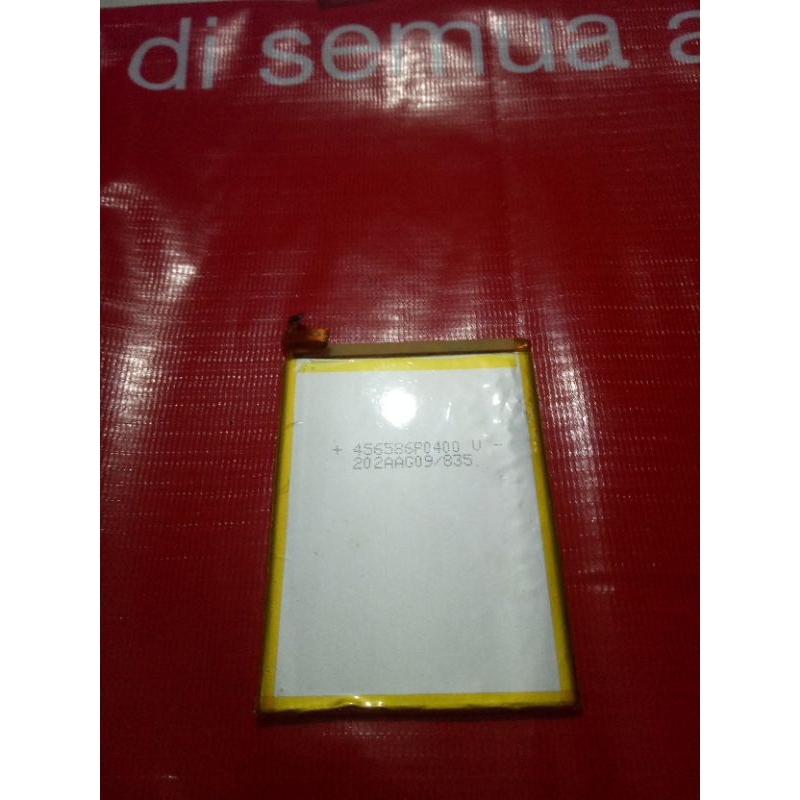 di semua a
+ 456586P0400 V -
202AAG09/835